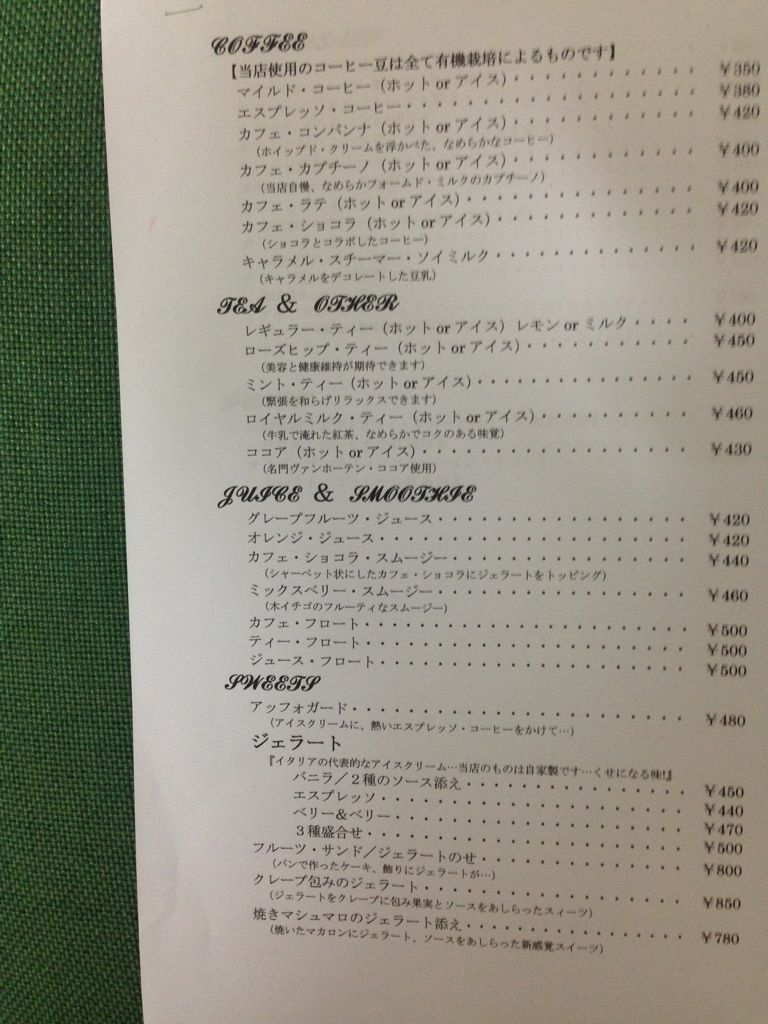 COFFEE
【当店使用のコーヒー豆は全て有機栽培によるものです】
マイルド・コーヒー（ホット or アイス）・・・・・・・・・・・・・ ￥350
エスプレッソ・コーヒー・・・・・・・・・・・・・・・・・・ ￥380
カフェ・コンパンナ（ホット or アイス）・・・・・・・・・・・・・ ￥420
（ホイップド・クリームを浮かべた、なめらかなコーヒー）
カフェ・カプチーノ（ホット or アイス）・・・・・・・・・・・・・ ￥400
（当店自慢、なめらかフォームド・ミルクのカプチーノ）
カフェ・ラテ（ホット or アイス）・・・・・・・・・・・・・・・ ￥400
カフェ・ショコラ（ホット or アイス）・・・・・・・・・・・・・ ￥420
（ショコラとコラボしたコーヒー）
キャラメル・スチーマー・ソイミルク・・・・・・・・・・・・・ ￥420
（キャラメルをデコレートした豆乳）
TEA & OTHER
レギュラー・ティー（ホット or アイス） レモン or ミルク・・・・ ￥400
ローズヒップ・ティー（ホット or アイス）・・・・・・・・・・・ ￥450
（美容と健康維持が期待できます）
ミント・ティー（ホット or アイス）・・・・・・・・・・・・・・ ￥450
（緊張を和らげリラックスできます）
ロイヤルミルク・ティー（ホット or アイス）・・・・・・・・・・ ￥460
（牛乳で淹れた紅茶、なめらかでコクのある味覚）
ココア（ホット or アイス）・・・・・・・・・・・・・・・・・ ￥430
（名門ヴァンホーテン・ココア使用）
JUICE & SMOOTHIE
グレープフルーツ・ジュース・・・・・・・・・・・・・・・・ ￥420
オレンジ・ジュース・・・・・・・・・・・・・・・・・・・ ￥420
カフェ・ショコラ・スムージー・・・・・・・・・・・・・・・ ￥440
（シャーベット状にしたカフェ・ショコラにジェラートをトッピング）
ミックスベリー・スムージー・・・・・・・・・・・・・・・・ ￥460
（木イチゴのフルーティなスムージー）
カフェ・フロート・・・・・・・・・・・・・・・・・・・・ ￥500
ティー・フロート・・・・・・・・・・・・・・・・・・・・ ￥500
ジュース・フロート・・・・・・・・・・・・・・・・・・・ ￥500
SWEETS
アッフォガード・・・・・・・・・・・・・・・・・・・・・ ￥480
（アイスクリームに、熱いエスプレッソ・コーヒーをかけて…）
ジェラート
『イタリアの代表的なアイスクリーム…当店のものは自家製です…くせになる味!』
バニラ／２種のソース添え・・・・・・・・・・・・・・ ￥450
エスプレッソ・・・・・・・・・・・・・・・・・・・ ￥440
ベリー&ベリー・・・・・・・・・・・・・・・・・・ ￥470
３種盛合せ・・・・・・・・・・・・・・・・・・・・ ￥500
フルーツ・サンド／ジェラートのせ・・・・・・・・・・・・・ ￥800
（パンで作ったケーキ、飾りにジェラートが…）
クレープ包みのジェラート・・・・・・・・・・・・・・・・ ￥850
（ジェラートをクレープに包み果実とソースをあしらったスィーツ）
焼きマシュマロのジェラート添え・・・・・・・・・・・・・・ ￥780
（焼いたマカロンにジェラート、ソースをあしらった新感覚スイーツ）